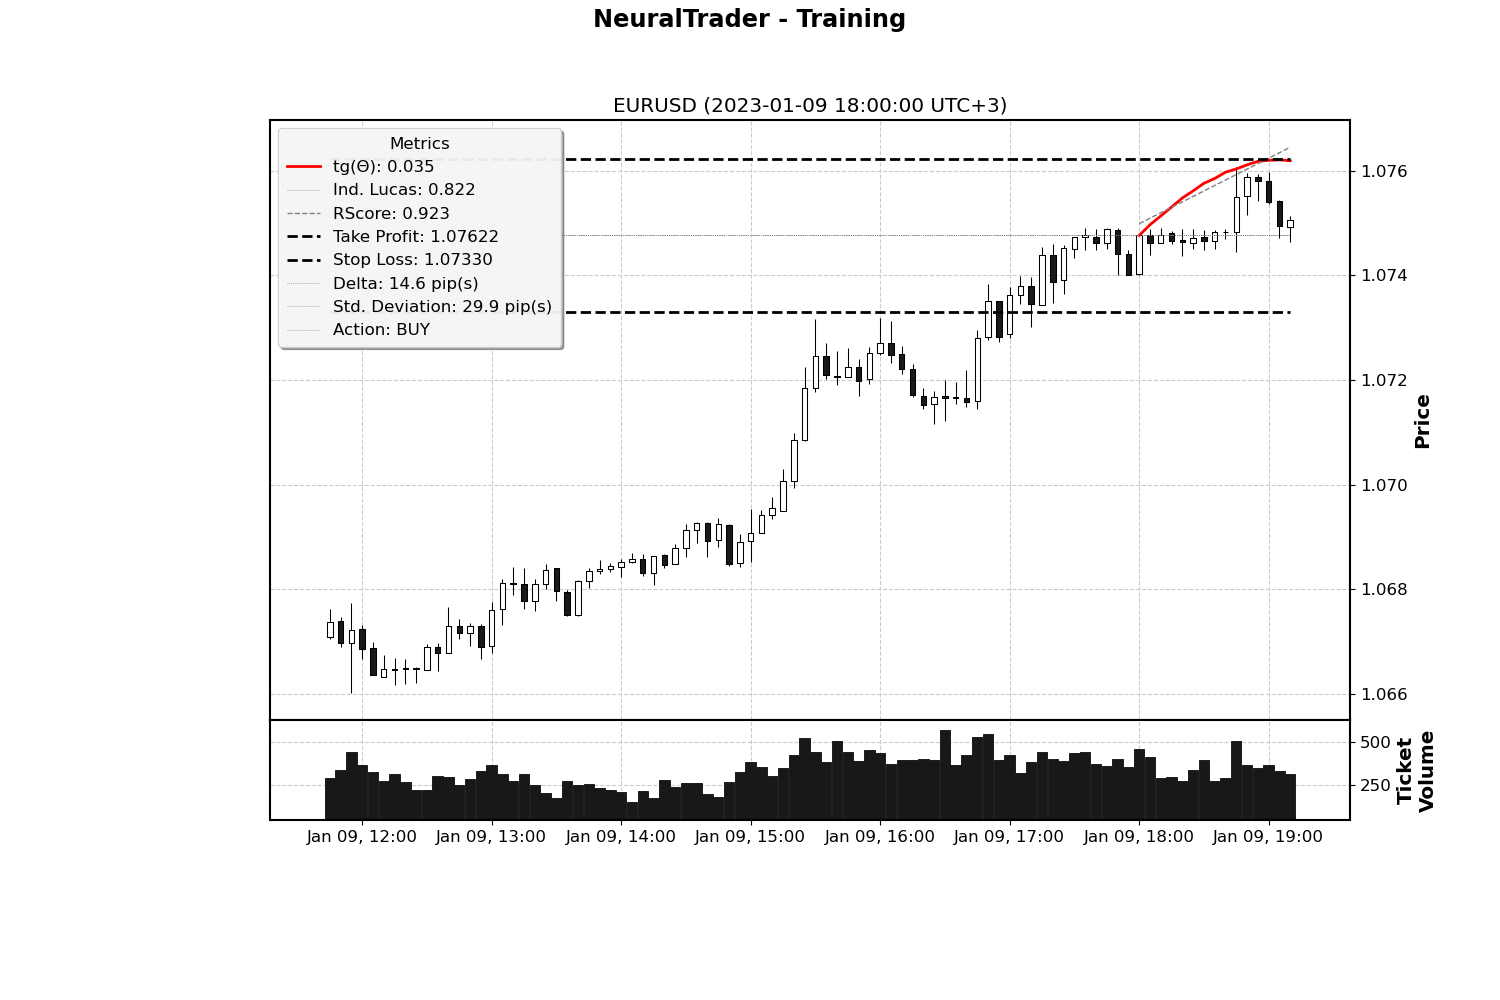 NeuralTrader - Training
EURUSD (2023-01-09 18:00:00 UTC+3)
Metrics
tg(Θ): 0.035
Ind. Lucas: 0.822
RScore: 0.923
Take Profit: 1.07622
Stop Loss: 1.07330
Delta: 14.6 pip(s)
Std. Deviation: 29.9 pip(s)
Action: BUY
1.076
1.074
1.072
1.070
1.068
1.066
Price
500
250
Ticket
Volume
Jan 09, 12:00
Jan 09, 13:00
Jan 09, 14:00
Jan 09, 15:00
Jan 09, 16:00
Jan 09, 17:00
Jan 09, 18:00
Jan 09, 19:00